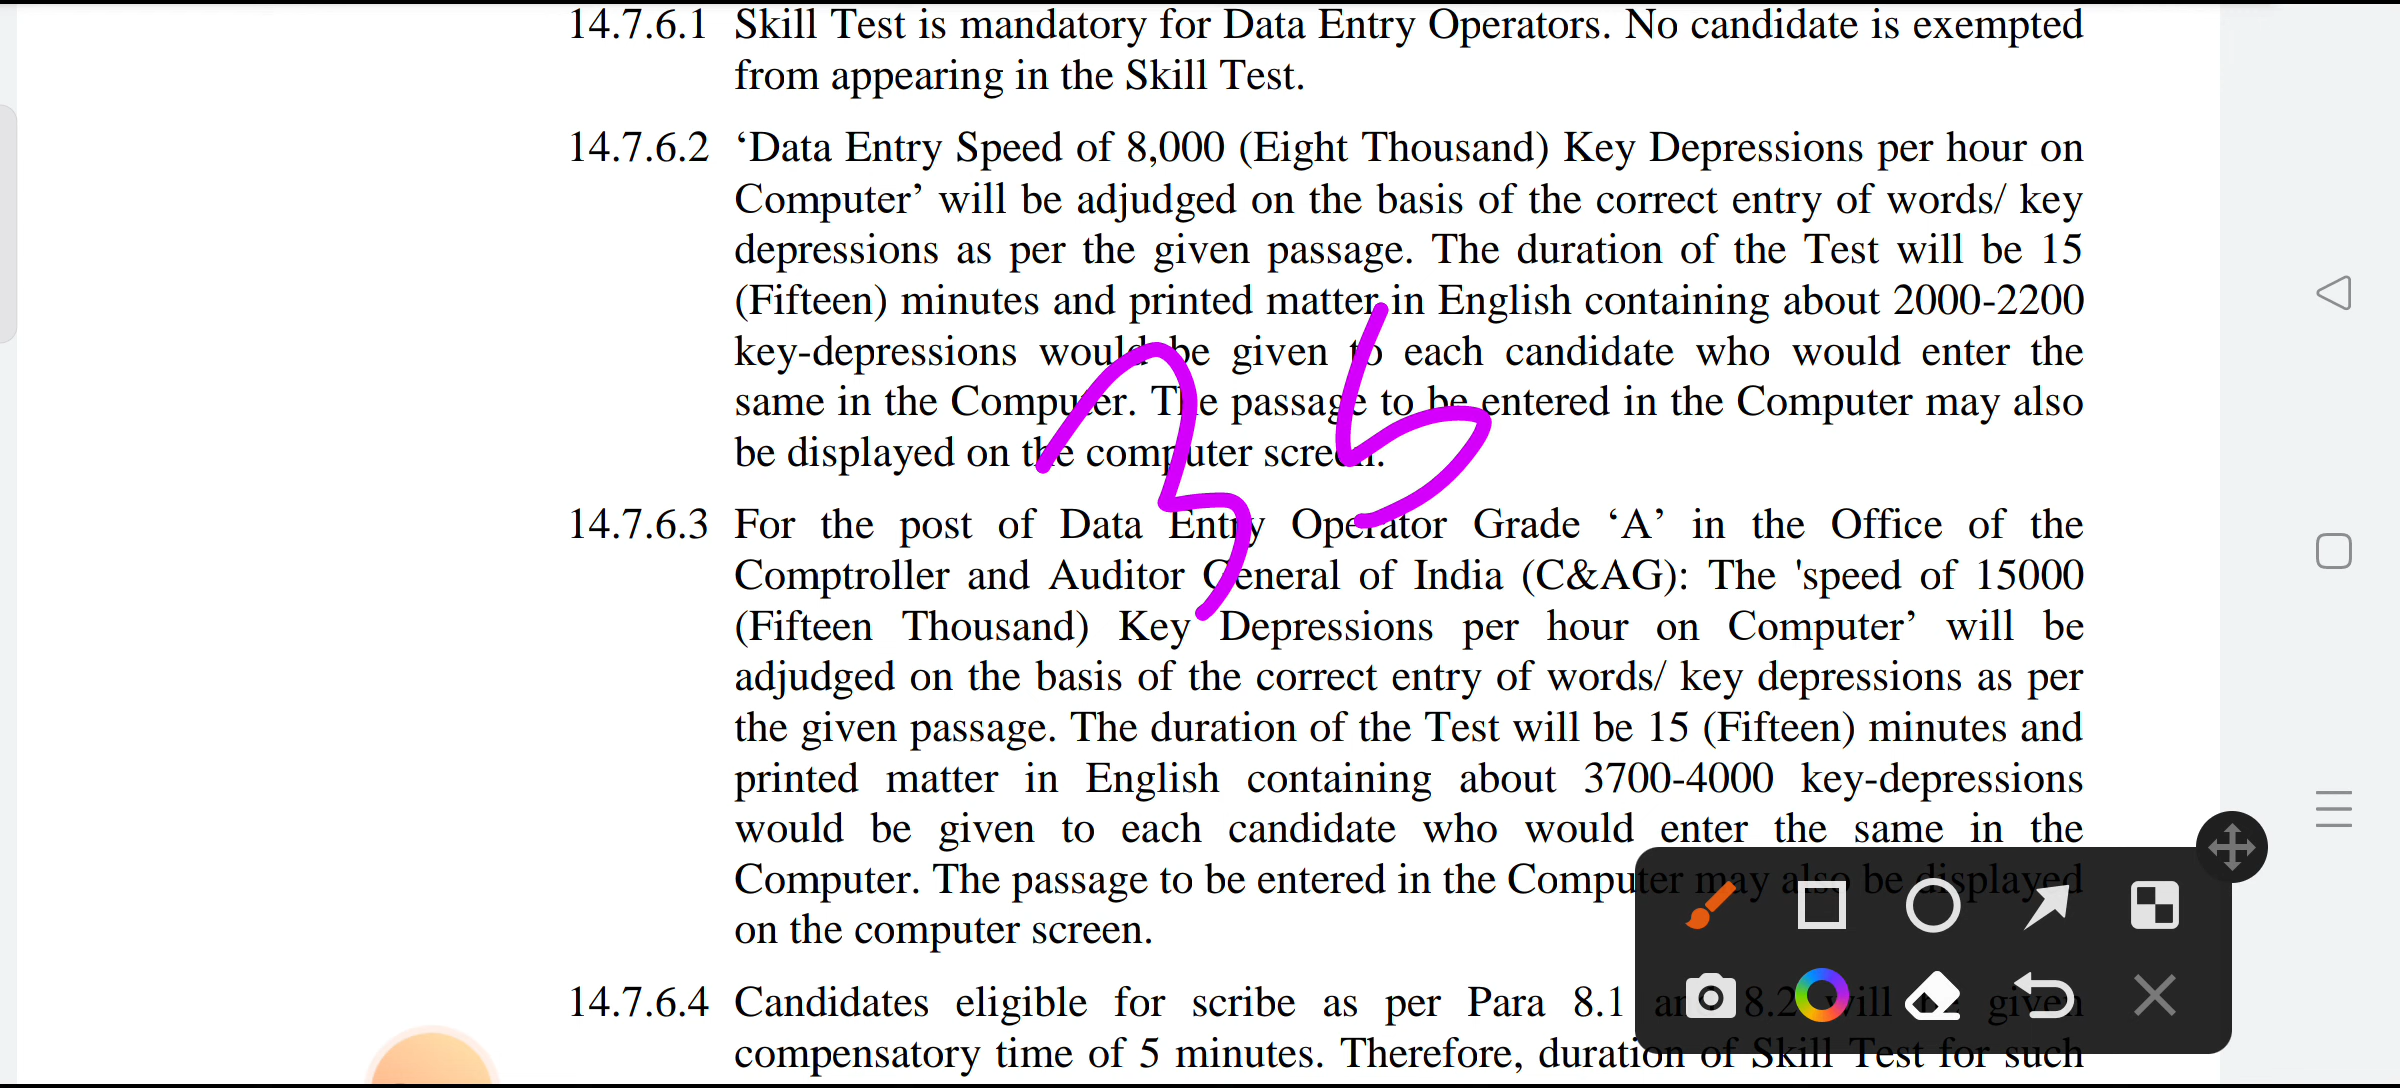 14.7.6.1 Skill Test is mandatory for Data Entry Operators. No candidate is exempted
from appearing in the Skill Test.
14.7.6.2 ‘Data Entry Speed of 8,000 (Eight Thousand) Key Depressions per hour on
Computer’ will be adjudged on the basis of the correct entry of words/ key
depressions as per the given passage. The duration of the Test will be 15
(Fifteen) minutes and printed matter in English containing about 2000-2200
key-depressions would be given to each candidate who would enter the
same in the Computer. The passage to be entered in the Computer may also
be displayed on the computer screen.
35
14.7.6.3 For the post of Data Entry Operator Grade ‘A’ in the Office of the
Comptroller and Auditor General of India (C&AG): The 'speed of 15000
(Fifteen Thousand) Key Depressions per hour on Computer’ will be
adjudged on the basis of the correct entry of words/ key depressions as per
the given passage. The duration of the Test will be 15 (Fifteen) minutes and
printed matter in English containing about 3700-4000 key-depressions
would be given to each candidate who would enter the same in the
Computer. The passage to be entered in the Computer may also be displayed
on the computer screen.
14.7.6.4 Candidates eligible for scribe as per Para 8.1 and 8.2 will be given
compensatory time of 5 minutes. Therefore, duration of Skill Test for such